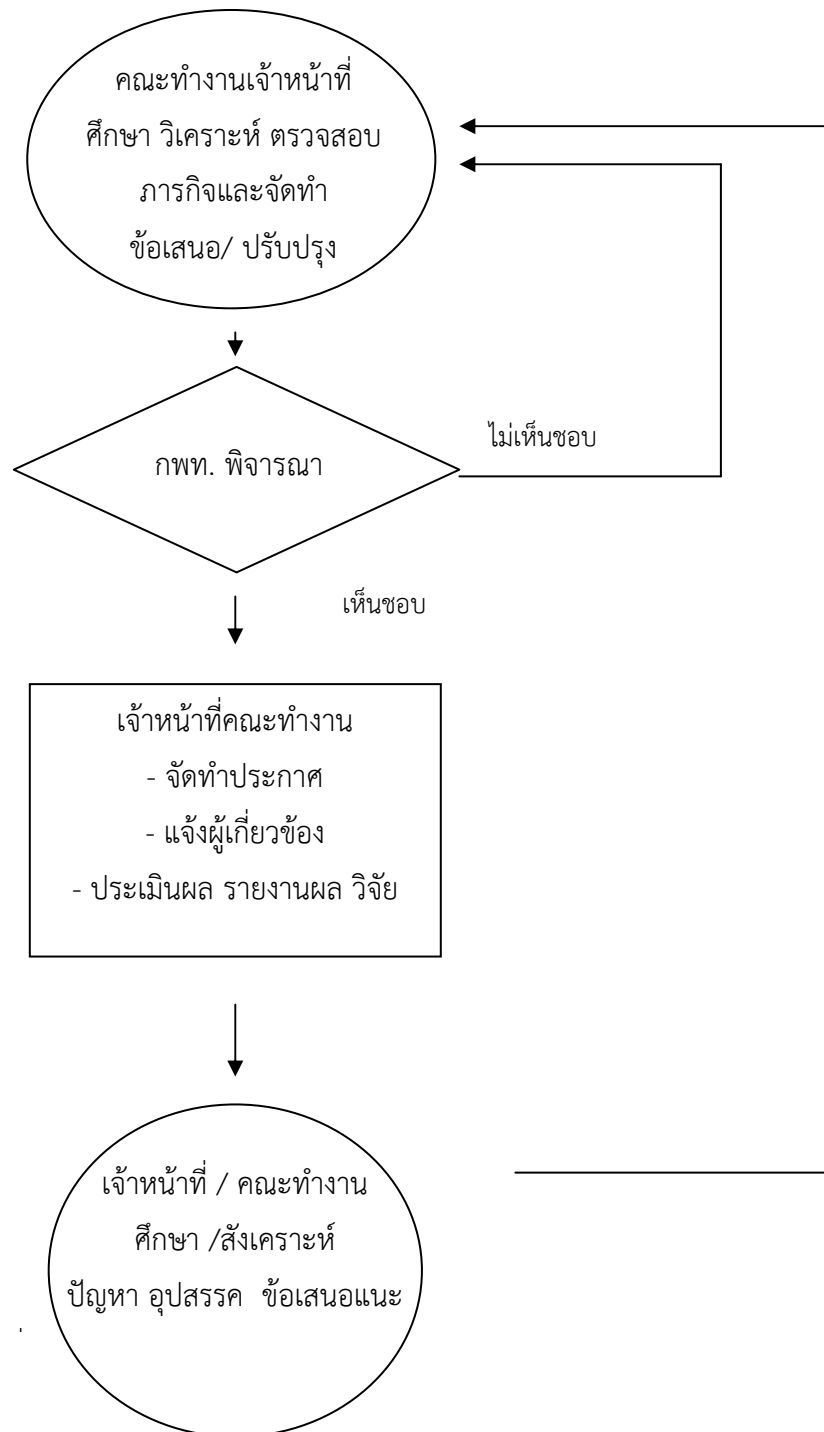 คณะทำงานเจ้าหน้าที่
ศึกษา วิเคราะห์ ตรวจสอบ
ภารกิจและจัดทำ
ข้อเสนอ/ ปรับปรุง
กพท. พิจารณา
ไม่เห็นชอบ
เห็นชอบ
เจ้าหน้าที่คณะทำงาน
- จัดทำประกาศ
- แจ้งผู้เกี่ยวข้อง
- ประเมินผล รายงานผล วิจัย
เจ้าหน้าที่ / คณะทำงาน
ศึกษา /สังเคราะห์
ปัญหา อุปสรรค ข้อเสนอแนะ